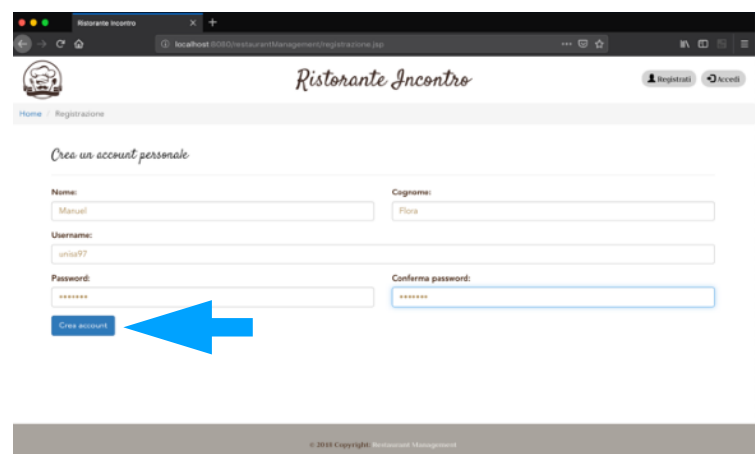 Ristorante Incontro
localhost:8080/restaurantManagement/registrazione.jsp
Ristorante Incontro
Registrati Accedi
Home / Registrazione
Crea un account personale
Nome: Cognome:
Manuel Flora
Username:
unisa97
Password: Conferma password:
••••••• •••••••
Crea account
© 2018 Copyright: Restaurant Management